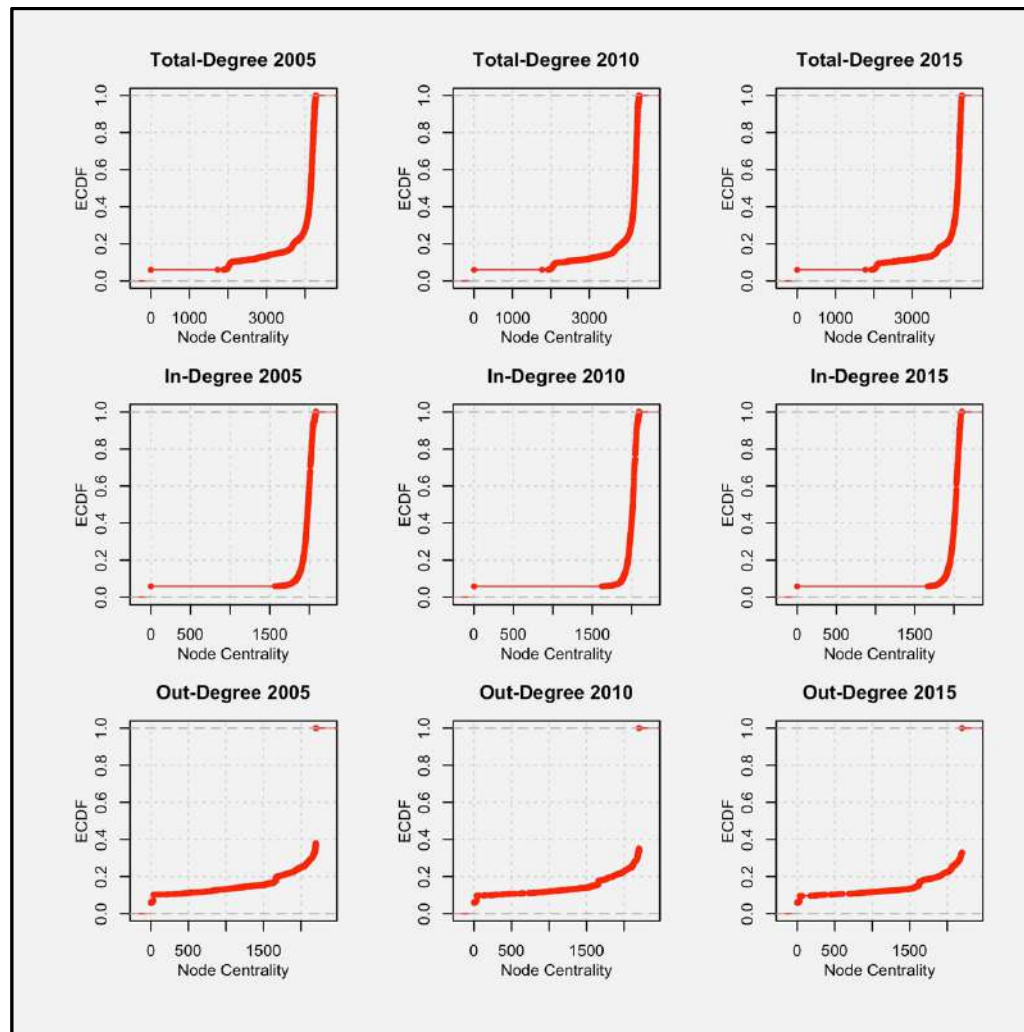 Total-Degree 2005
ECDF
0.0 0.2 0.4 0.6 0.8 1.0
0 1000 3000
Node Centrality
Total-Degree 2010
ECDF
0.0 0.2 0.4 0.6 0.8 1.0
0 1000 3000
Node Centrality
Total-Degree 2015
ECDF
0.0 0.2 0.4 0.6 0.8 1.0
0 1000 3000
Node Centrality
In-Degree 2005
ECDF
0.0 0.2 0.4 0.6 0.8 1.0
0 500 1500
Node Centrality
In-Degree 2010
ECDF
0.0 0.2 0.4 0.6 0.8 1.0
0 500 1500
Node Centrality
In-Degree 2015
ECDF
0.0 0.2 0.4 0.6 0.8 1.0
0 500 1500
Node Centrality
Out-Degree 2005
ECDF
0.0 0.2 0.4 0.6 0.8 1.0
0 500 1500
Node Centrality
Out-Degree 2010
ECDF
0.0 0.2 0.4 0.6 0.8 1.0
0 500 1500
Node Centrality
Out-Degree 2015
ECDF
0.0 0.2 0.4 0.6 0.8 1.0
0 500 1500
Node Centrality